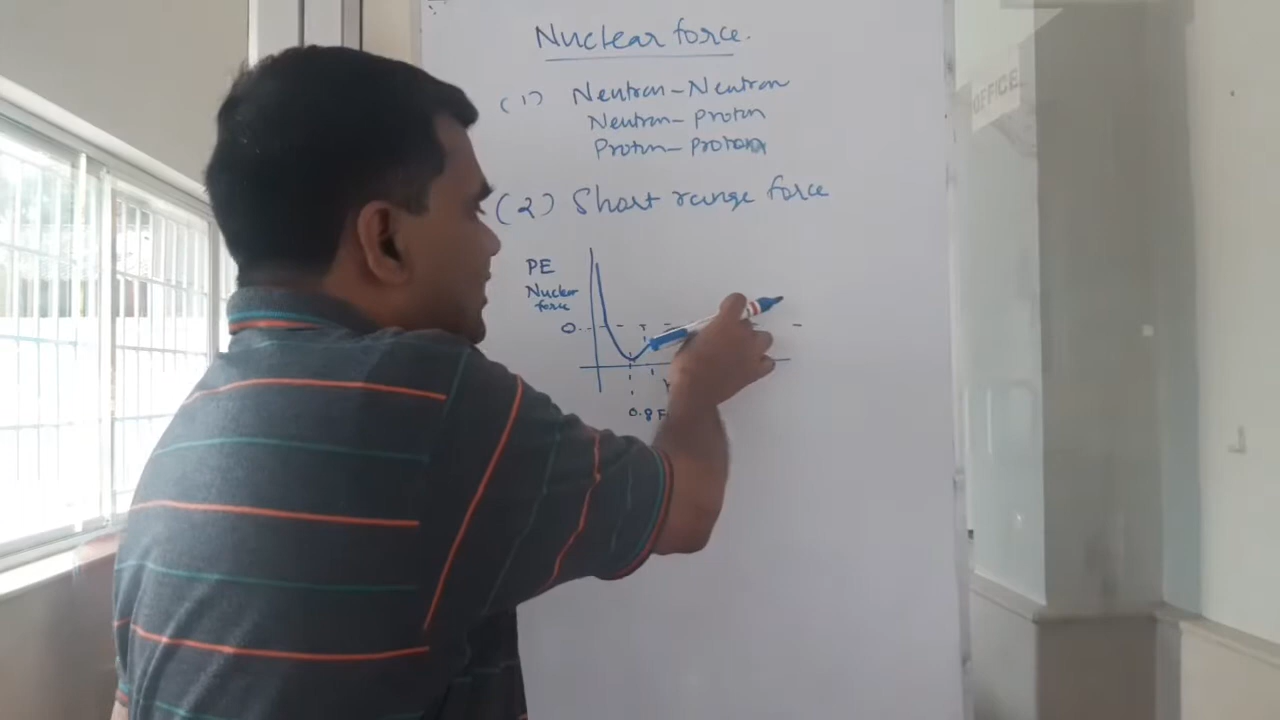 Nuclear force.
(1) Neutron-Neutron
Neutron-Proton
Proton-Proton
(2) Short range force
PE
Nuclear
force
0
0.8 F
OFFICE